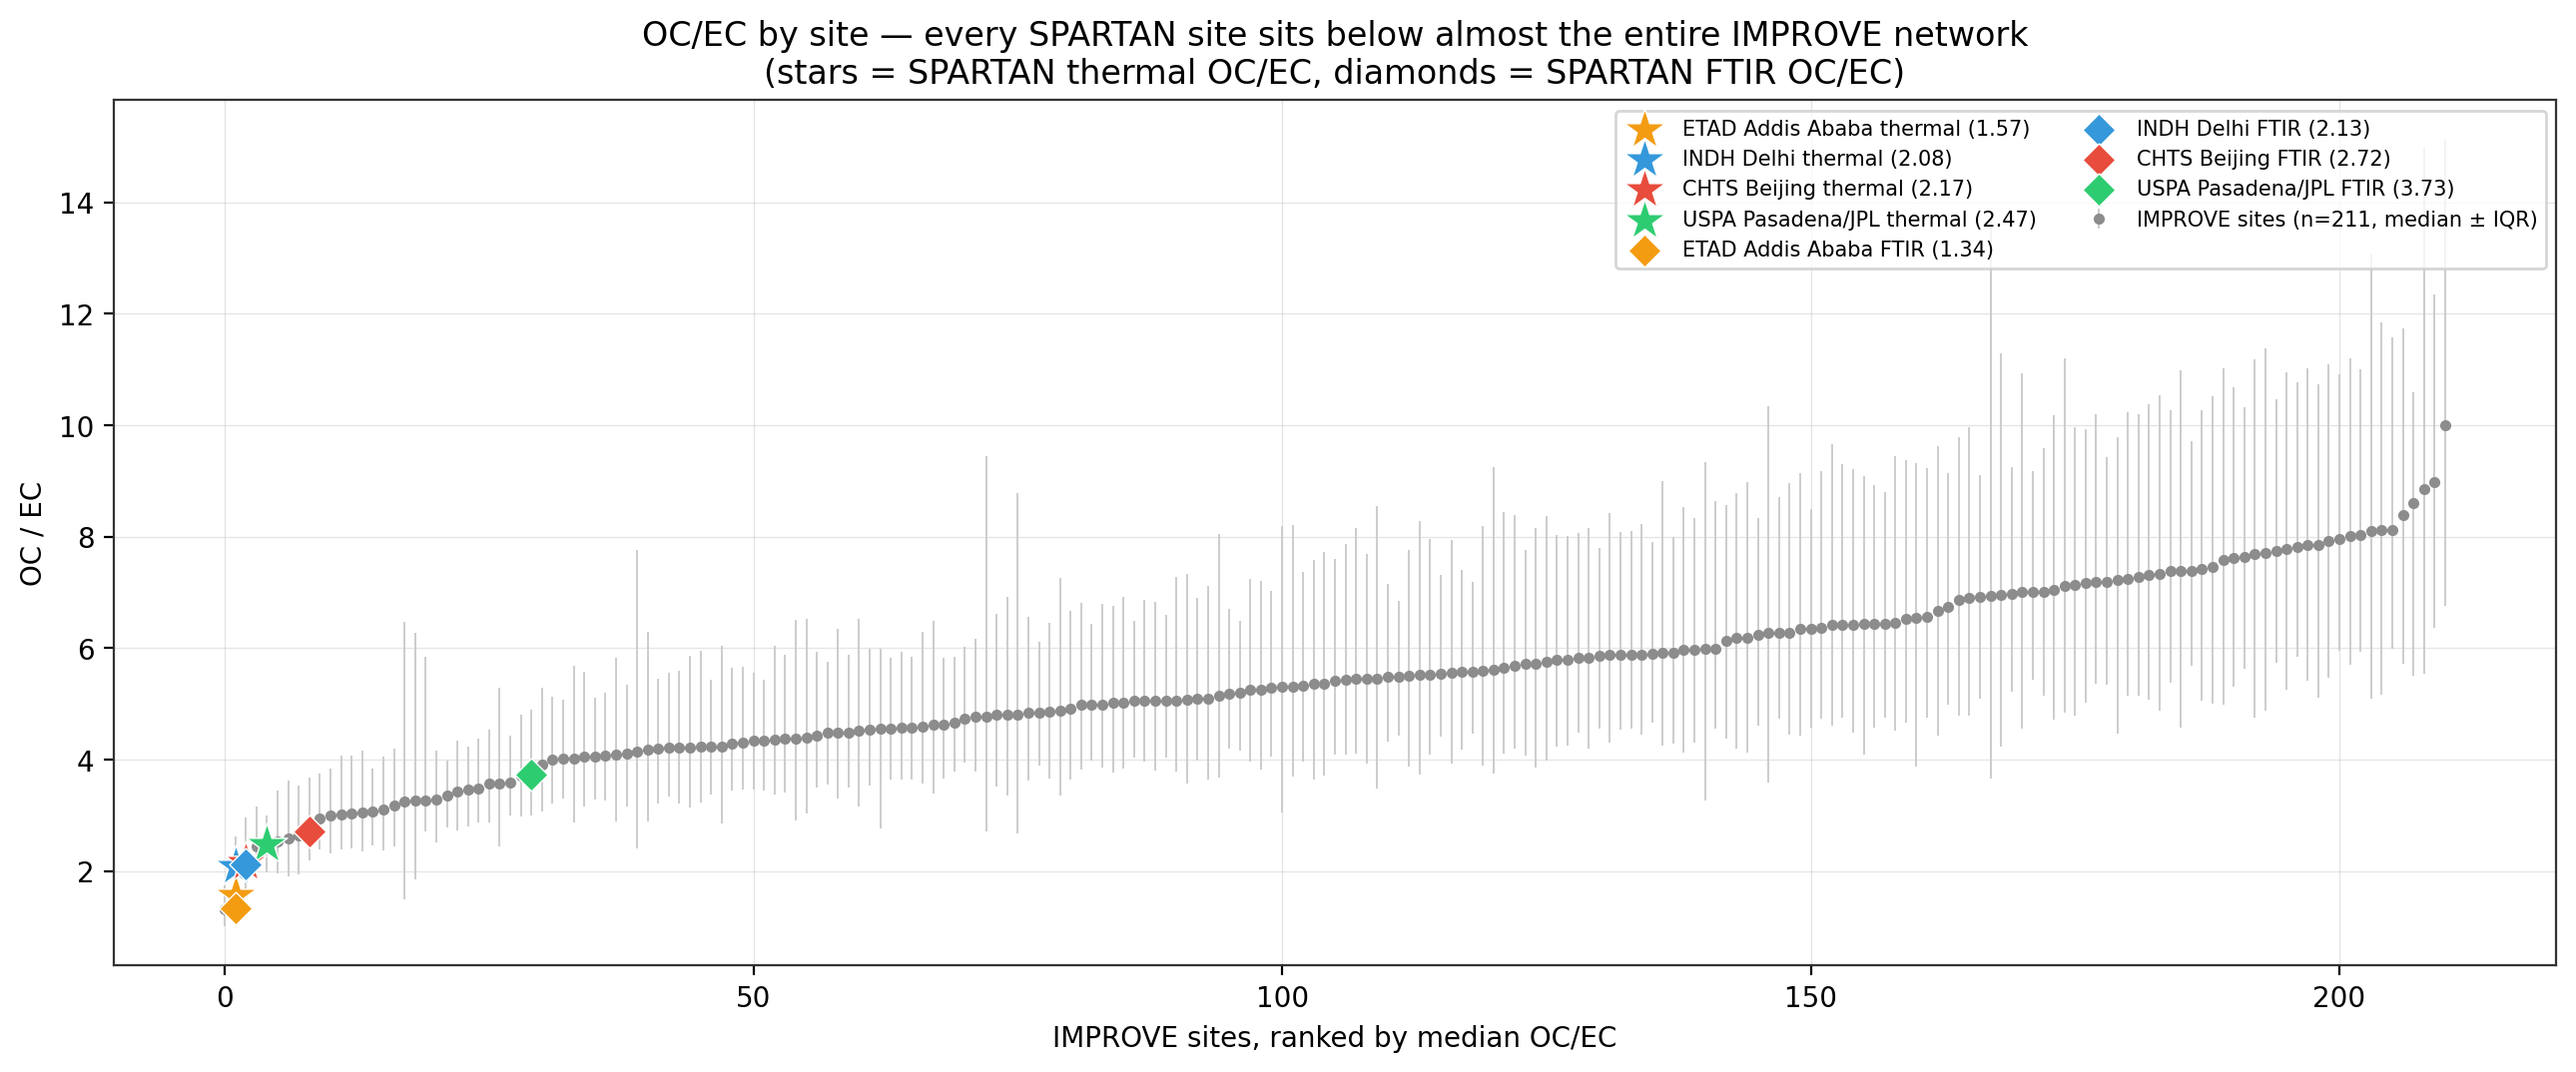 OC/EC by site — every SPARTAN site sits below almost the entire IMPROVE network
(stars = SPARTAN thermal OC/EC, diamonds = SPARTAN FTIR OC/EC)
ETAD Addis Ababa thermal (1.57)
INDH Delhi thermal (2.08)
CHTS Beijing thermal (2.17)
USPA Pasadena/JPL thermal (2.47)
ETAD Addis Ababa FTIR (1.34)
INDH Delhi FTIR (2.13)
CHTS Beijing FTIR (2.72)
USPA Pasadena/JPL FTIR (3.73)
IMPROVE sites (n=211, median ± IQR)
OC / EC
14
12
10
8
6
4
2
0
50
100
150
200
IMPROVE sites, ranked by median OC/EC